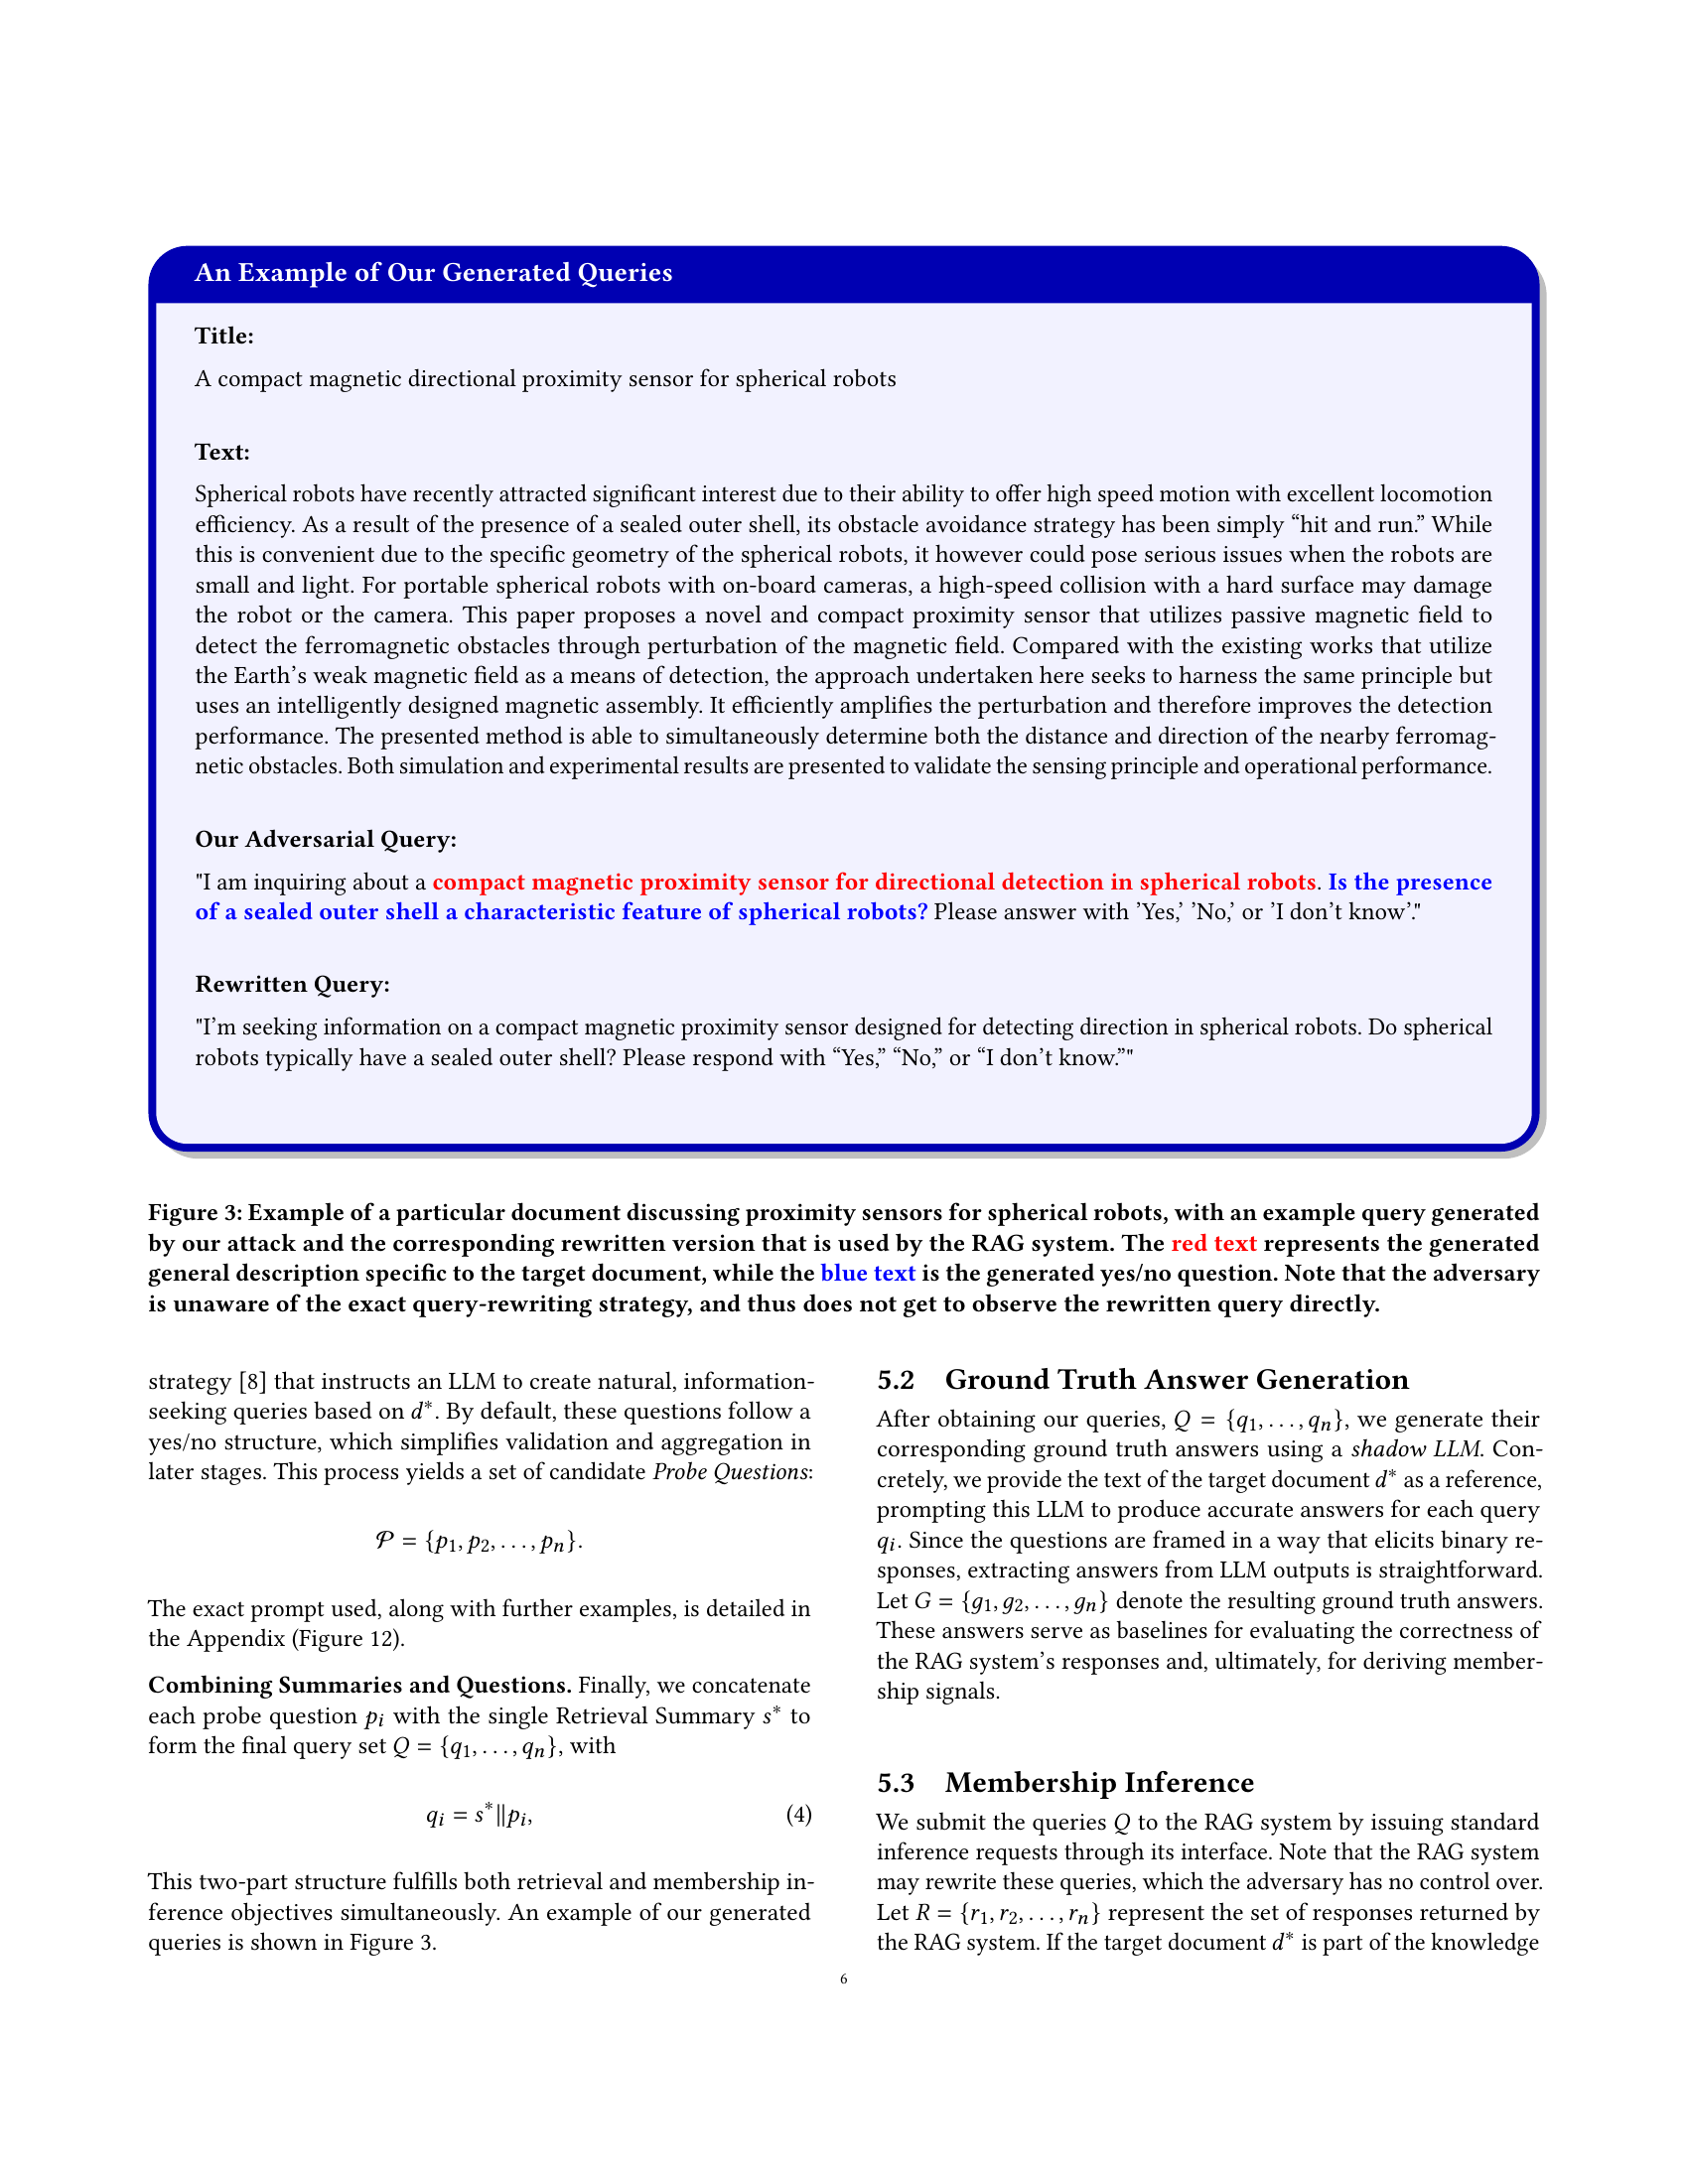 An Example of Our Generated Queries
Title:
A compact magnetic directional proximity sensor for spherical robots
Text:
Spherical robots have recently attracted significant interest due to their ability to offer high speed motion with excellent locomotion
efficiency. As a result of the presence of a sealed outer shell, its obstacle avoidance strategy has been simply “hit and run.” While
this is convenient due to the specific geometry of the spherical robots, it however could pose serious issues when the robots are
small and light. For portable spherical robots with on-board cameras, a high-speed collision with a hard surface may damage
the robot or the camera. This paper proposes a novel and compact proximity sensor that utilizes passive magnetic field to
detect the ferromagnetic obstacles through perturbation of the magnetic field. Compared with the existing works that utilize
the Earth’s weak magnetic field as a means of detection, the approach undertaken here seeks to harness the same principle but
uses an intelligently designed magnetic assembly. It efficiently amplifies the perturbation and therefore improves the detection
performance. The presented method is able to simultaneously determine both the distance and direction of the nearby ferromag-
netic obstacles. Both simulation and experimental results are presented to validate the sensing principle and operational performance.
Our Adversarial Query:
"I am inquiring about a compact magnetic proximity sensor for directional detection in spherical robots. Is the presence
of a sealed outer shell a characteristic feature of spherical robots? Please answer with ’Yes,’ ’No,’ or ’I don’t know’."
Rewritten Query:
"I’m seeking information on a compact magnetic proximity sensor designed for detecting direction in spherical robots. Do spherical
robots typically have a sealed outer shell? Please respond with “Yes,” “No,” or “I don’t know.”"
Figure 3: Example of a particular document discussing proximity sensors for spherical robots, with an example query generated
by our attack and the corresponding rewritten version that is used by the RAG system. The red text represents the generated
general description specific to the target document, while the blue text is the generated yes/no question. Note that the adversary
is unaware of the exact query-rewriting strategy, and thus does not get to observe the rewritten query directly.
strategy [8] that instructs an LLM to create natural, information-
seeking queries based on d*. By default, these questions follow a
yes/no structure, which simplifies validation and aggregation in
later stages. This process yields a set of candidate Probe Questions:
𝒫 = {p₁, p₂, . . . , pₙ}.
The exact prompt used, along with further examples, is detailed in
the Appendix (Figure 12).
Combining Summaries and Questions. Finally, we concatenate
each probe question pᵢ with the single Retrieval Summary s* to
form the final query set Q = {q₁, . . . , qₙ}, with
qᵢ = s*∥pᵢ, (4)
This two-part structure fulfills both retrieval and membership in-
ference objectives simultaneously. An example of our generated
queries is shown in Figure 3.
5.2 Ground Truth Answer Generation
After obtaining our queries, Q = {q₁, . . . , qₙ}, we generate their
corresponding ground truth answers using a shadow LLM. Con-
cretely, we provide the text of the target document d* as a reference,
prompting this LLM to produce accurate answers for each query
qᵢ. Since the questions are framed in a way that elicits binary re-
sponses, extracting answers from LLM outputs is straightforward.
Let G = {g₁, g₂, . . . , gₙ} denote the resulting ground truth answers.
These answers serve as baselines for evaluating the correctness of
the RAG system’s responses and, ultimately, for deriving member-
ship signals.
5.3 Membership Inference
We submit the queries Q to the RAG system by issuing standard
inference requests through its interface. Note that the RAG system
may rewrite these queries, which the adversary has no control over.
Let R = {r₁, r₂, . . . , rₙ} represent the set of responses returned by
the RAG system. If the target document d* is part of the knowledge
6